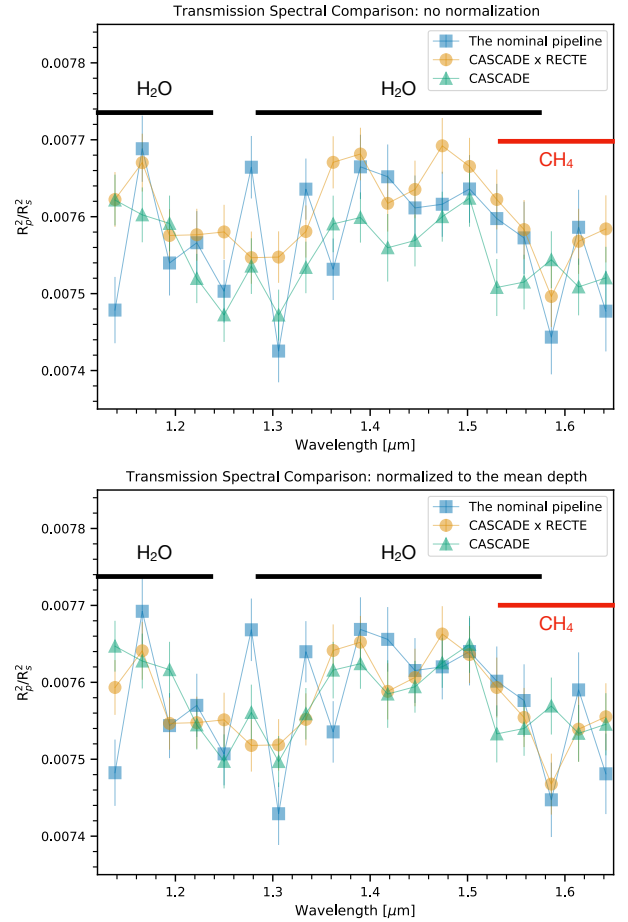 Transmission Spectral Comparison: no normalization
The nominal pipeline
CASCADE x RECTE
CASCADE
H₂O
H₂O
CH₄
0.0078
0.0077
0.0076
0.0075
0.0074
R²ₚ/R²ₛ
1.2
1.3
1.4
1.5
1.6
Wavelength [μm]
Transmission Spectral Comparison: normalized to the mean depth
The nominal pipeline
CASCADE x RECTE
CASCADE
H₂O
H₂O
CH₄
0.0078
0.0077
0.0076
0.0075
0.0074
R²ₚ/R²ₛ
1.2
1.3
1.4
1.5
1.6
Wavelength [μm]